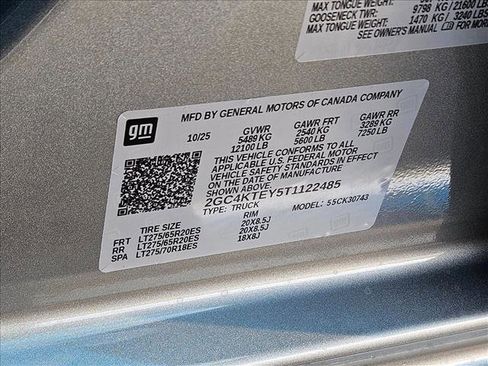 MAX TONGUE WEIGHT:
9798 KG / 21600 LBS
GOOSENECK TWR:
1470 KG / 3240 LBS
MAX TONGUE WEIGHT:
SEE OWNER'S MANUAL FOR MORE
gm
MFD BY GENERAL MOTORS OF CANADA COMPANY
10/25 GVWR GAWR FRT GAWR RR
5489 KG 2540 KG 3289 KG
12100 LB 5600 LB 7250 LB
THIS VEHICLE CONFORMS TO ALL
APPLICABLE U.S. FEDERAL MOTOR
VEHICLE SAFETY STANDARDS IN EFFECT
ON THE DATE OF MANUFACTURE
SHOWN ABOVE.
2GC4KTEY5T1122485
TYPE: TRUCK MODEL: 55CK30743
TIRE SIZE RIM
FRT LT275/65R20ES 20X8.5J
RR LT275/65R20ES 20X8.5J
SPA LT275/70R18ES 18X8J